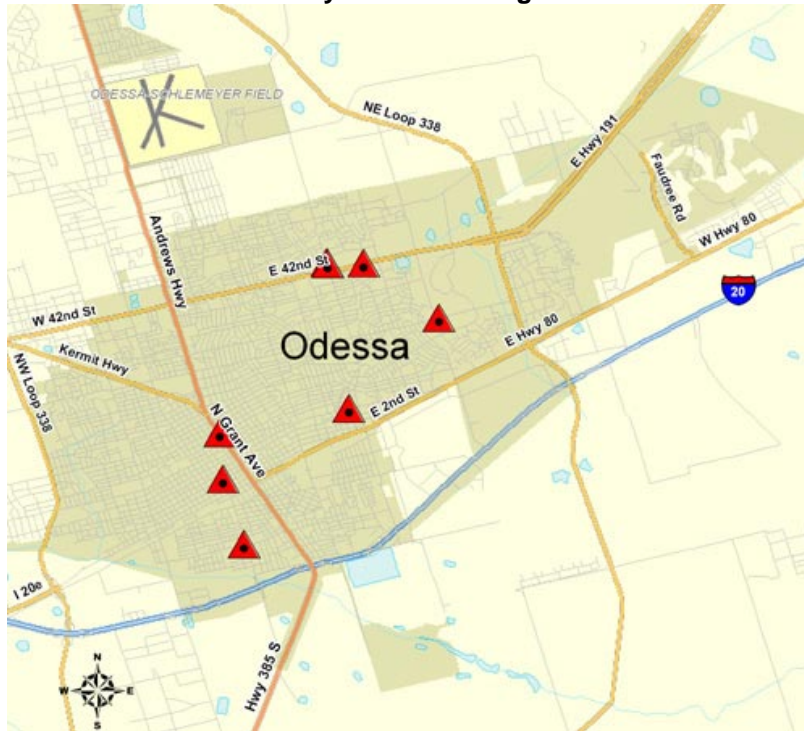 ODESSA SCHLEMEYER FIELD
NE Loop 338
E Hwy 191
Faudree Rd
W Hwy 80
Andrews Hwy
E 42nd St
20
W 42nd St
Odessa
E Hwy 80
Kermit Hwy
NW Loop 338
N Grant Ave
E 2nd St
I 20e
Hwy 385 S
N
W
E
S